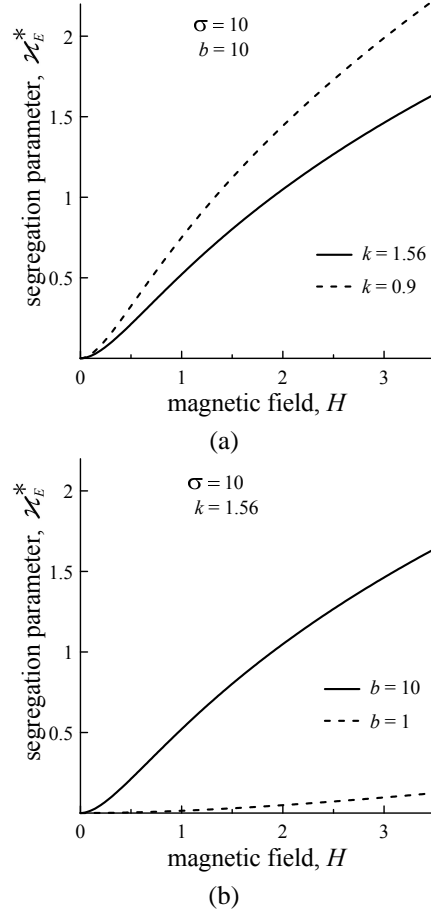 2
1.5
1
0.5
0
0
1
2
3
segregation parameter, ϰ*E
σ = 10
b = 10
k = 1.56
k = 0.9
magnetic field, H
(a)
2
1.5
1
0.5
0
0
1
2
3
segregation parameter, ϰ*E
σ = 10
k = 1.56
b = 10
b = 1
magnetic field, H
(b)